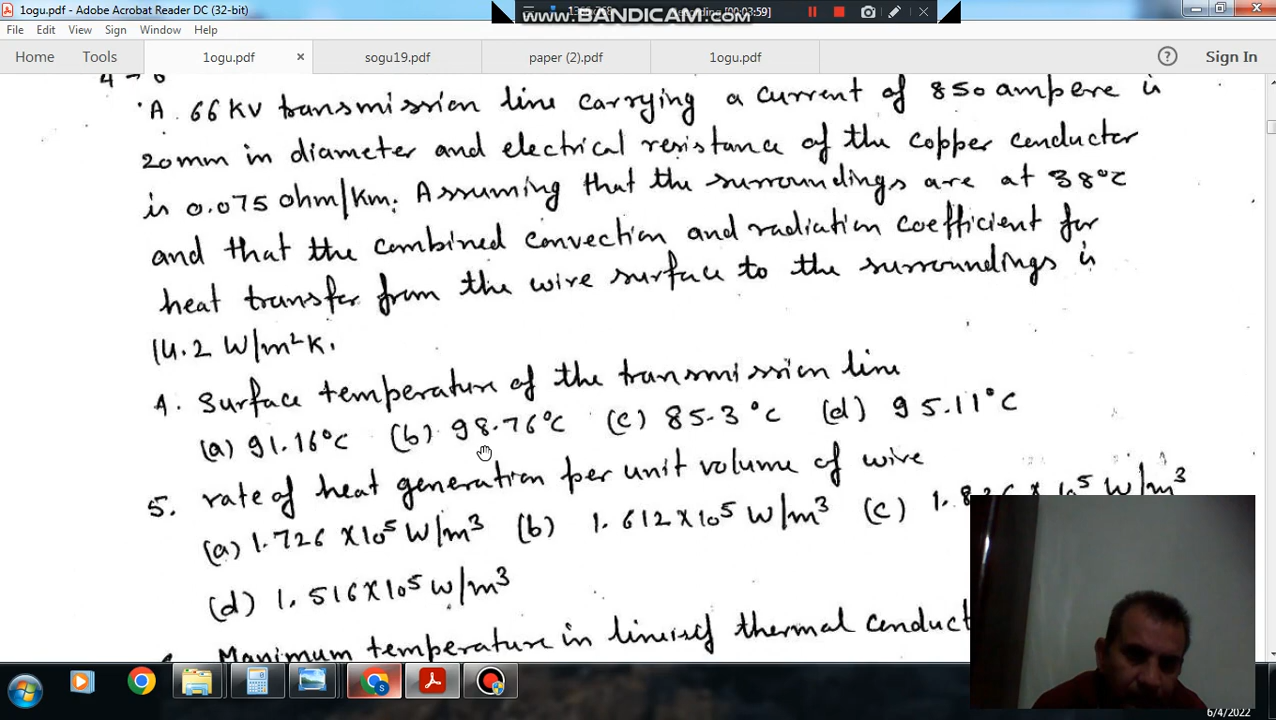 1ogu.pdf - Adobe Acrobat Reader DC (32-bit)
www.BANDICAM.com
File Edit View Sign Window Help
Home Tools 1ogu.pdf × sogu19.pdf paper (2).pdf 1ogu.pdf Sign In
A 66 KV transmission line carrying a current of 850 ampere is
20mm in diameter and electrical resistance of the copper conductor
is 0.075 ohm/Km. Assuming that the surroundings are at 38°C
and that the combined convection and radiation coefficient for
heat transfer from the wire surface to the surroundings is
14.2 W/m²K.
4. Surface temperature of the transmission line
(a) 91.16°C (b) 98.76°C (c) 85.3°C (d) 95.11°C
5. rate of heat generation per unit volume of wire
(a) 1.726 X10⁵ W/m³ (b) 1.612X10⁵ W/m³ (c) W/m³
(d) 1.516X10⁵ W/m³
Maximum temperature in line if thermal conduct
6/4/2022